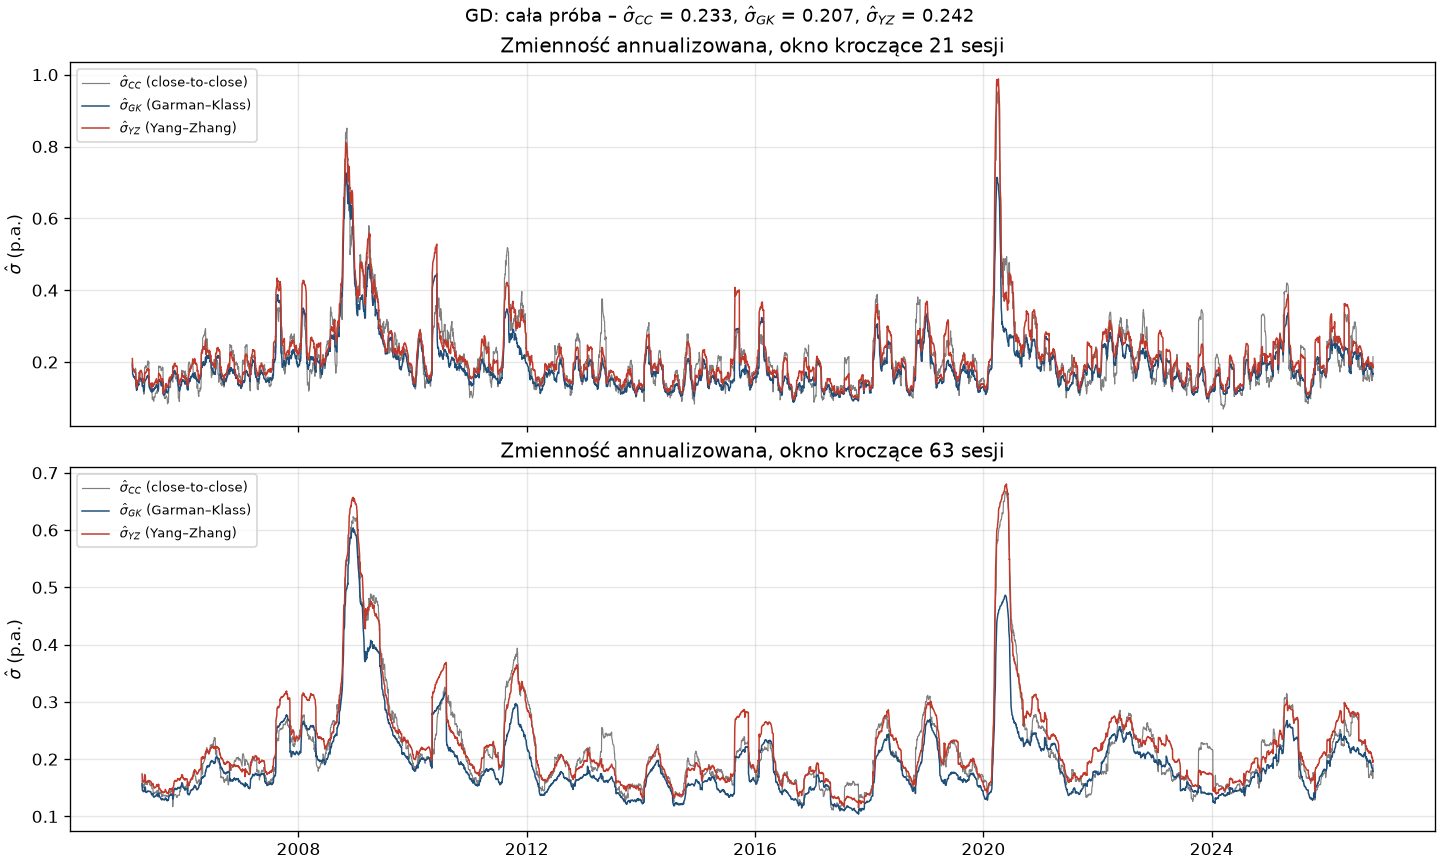 GD: cała próba – σ̂CC = 0.233, σ̂GK = 0.207, σ̂YZ = 0.242
Zmienność annualizowana, okno kroczące 21 sesji
σ̂CC (close-to-close)
σ̂GK (Garman–Klass)
σ̂YZ (Yang–Zhang)
σ̂ (p.a.)
1.0
0.8
0.6
0.4
0.2
Zmienność annualizowana, okno kroczące 63 sesji
σ̂CC (close-to-close)
σ̂GK (Garman–Klass)
σ̂YZ (Yang–Zhang)
σ̂ (p.a.)
0.7
0.6
0.5
0.4
0.3
0.2
0.1
2008 2012 2016 2020 2024